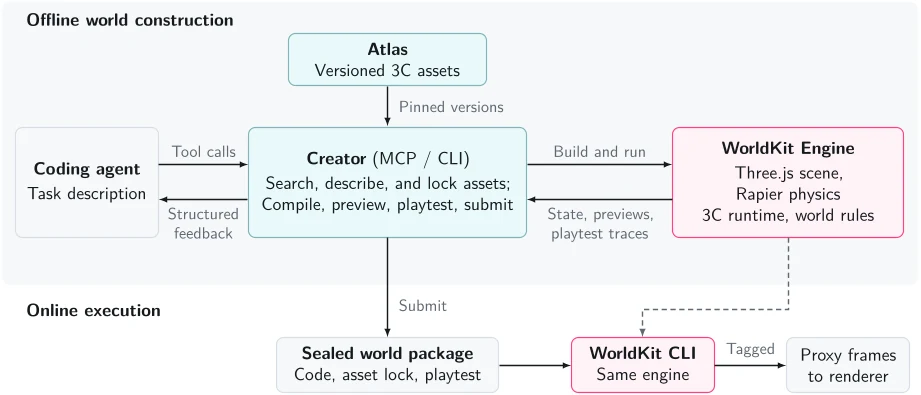 Offline world construction
Atlas
Versioned 3C assets
Pinned versions
Coding agent
Task description
Tool calls
Structured
feedback
Creator (MCP / CLI)
Search, describe, and lock assets;
Compile, preview, playtest, submit
Build and run
State, previews,
playtest traces
WorldKit Engine
Three.js scene,
Rapier physics
3C runtime, world rules
Online execution
Submit
Sealed world package
Code, asset lock, playtest
WorldKit CLI
Same engine
Tagged
Proxy frames
to renderer